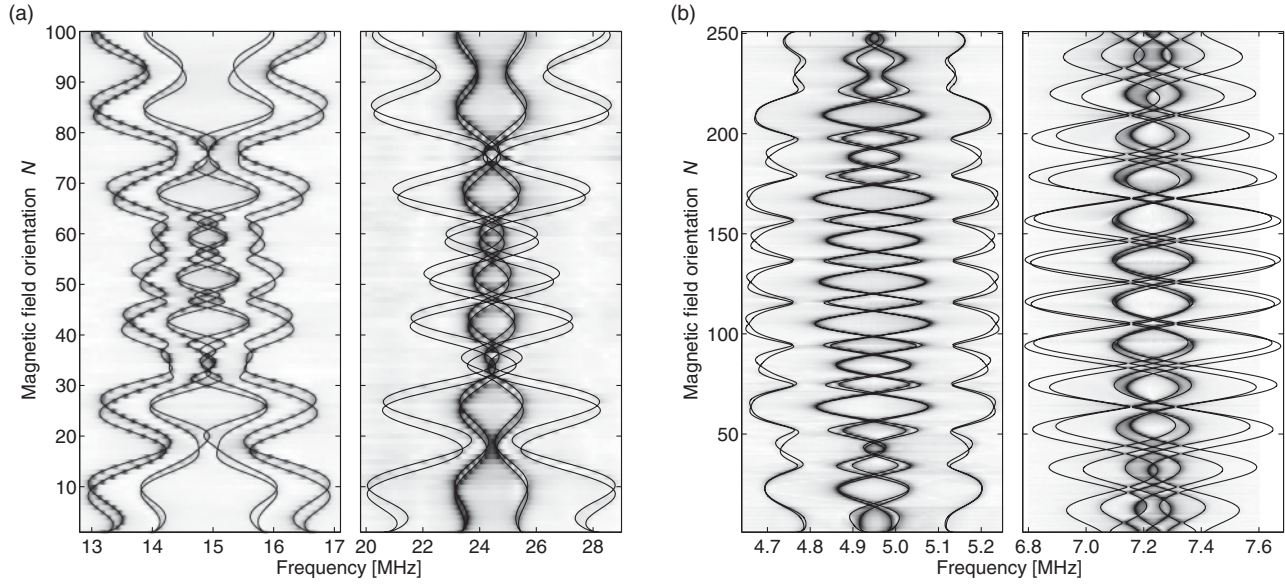 (a)
(b)
Magnetic field orientation N
100
90
80
70
60
50
40
30
20
10
13 14 15 16 17
20 22 24 26 28
Frequency [MHz]
Magnetic field orientation N
250
200
150
100
50
4.7 4.8 4.9 5.0 5.1 5.2
6.8 7.0 7.2 7.4 7.6
Frequency [MHz]